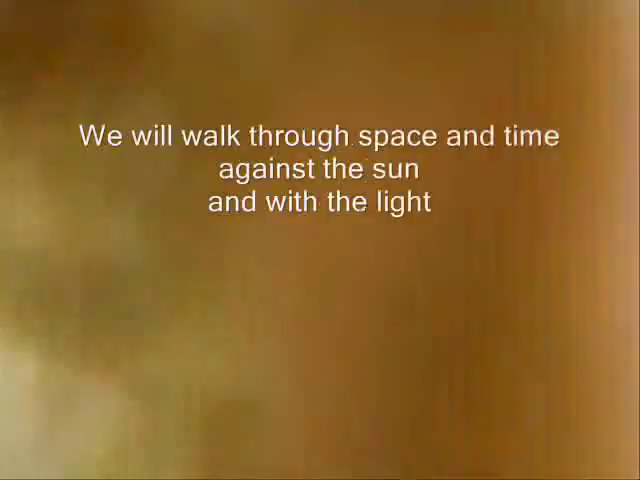 We will walk through space and time
against the sun
and with the light